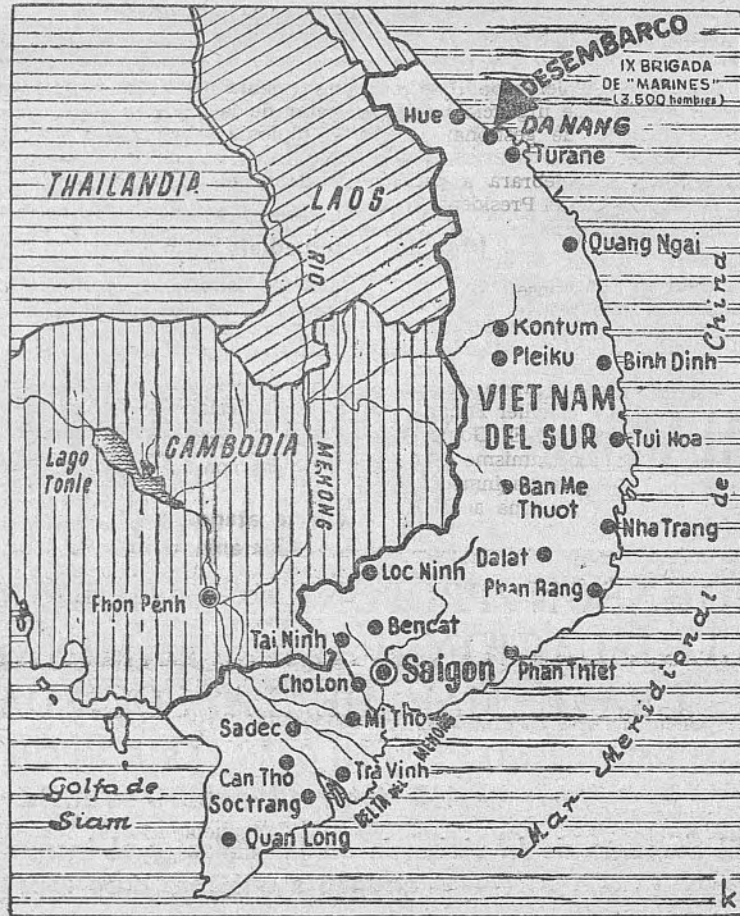 DESEMBARCO
IX BRIGADA
DE "MARINES"
(3.500 hombres)
Hue
DA NANG
Turane
THAILANDIA
LAOS
RIO
MEKONG
Quang Ngai
Kontum
Pleiku
Binh Dinh
VIET NAM
DEL SUR
Tui Hoa
CAMBODIA
Lago
Tonle
Ban Me
Thuot
Nha Trang
Dalat
Loc Ninh
Phan Rang
Fhon Penh
Bencat
Tai Ninh
Saigon
Phan Thiet
ChoLon
Mi Tho
Sadec
Can Tho
Tra Vinh
Soctrang
DELTA DEL MEKONG
Quan Long
Golfo de
Siam
Mar Meridional de China
k